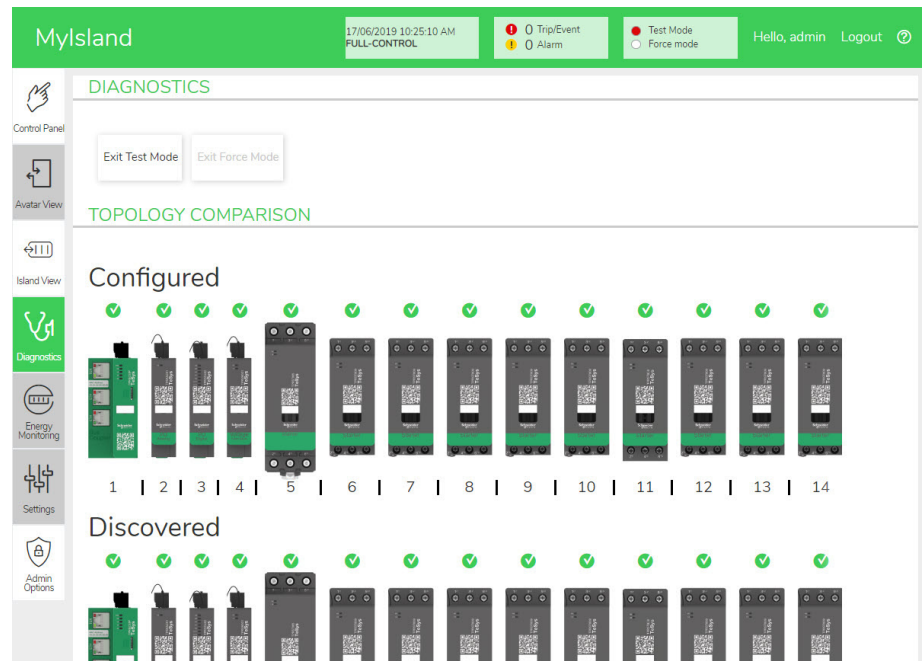 MyIsland
17/06/2019 10:25:10 AM
FULL-CONTROL
0 Trip/Event
0 Alarm
Test Mode
Force mode
Hello, admin Logout
Control Panel
Avatar View
Island View
Diagnostics
Energy
Monitoring
Settings
Admin
Options
DIAGNOSTICS
Exit Test Mode Exit Force Mode
TOPOLOGY COMPARISON
Configured
1 | 2 | 3 | 4 | 5 | 6 | 7 | 8 | 9 | 10 | 11 | 12 | 13 | 14
Discovered